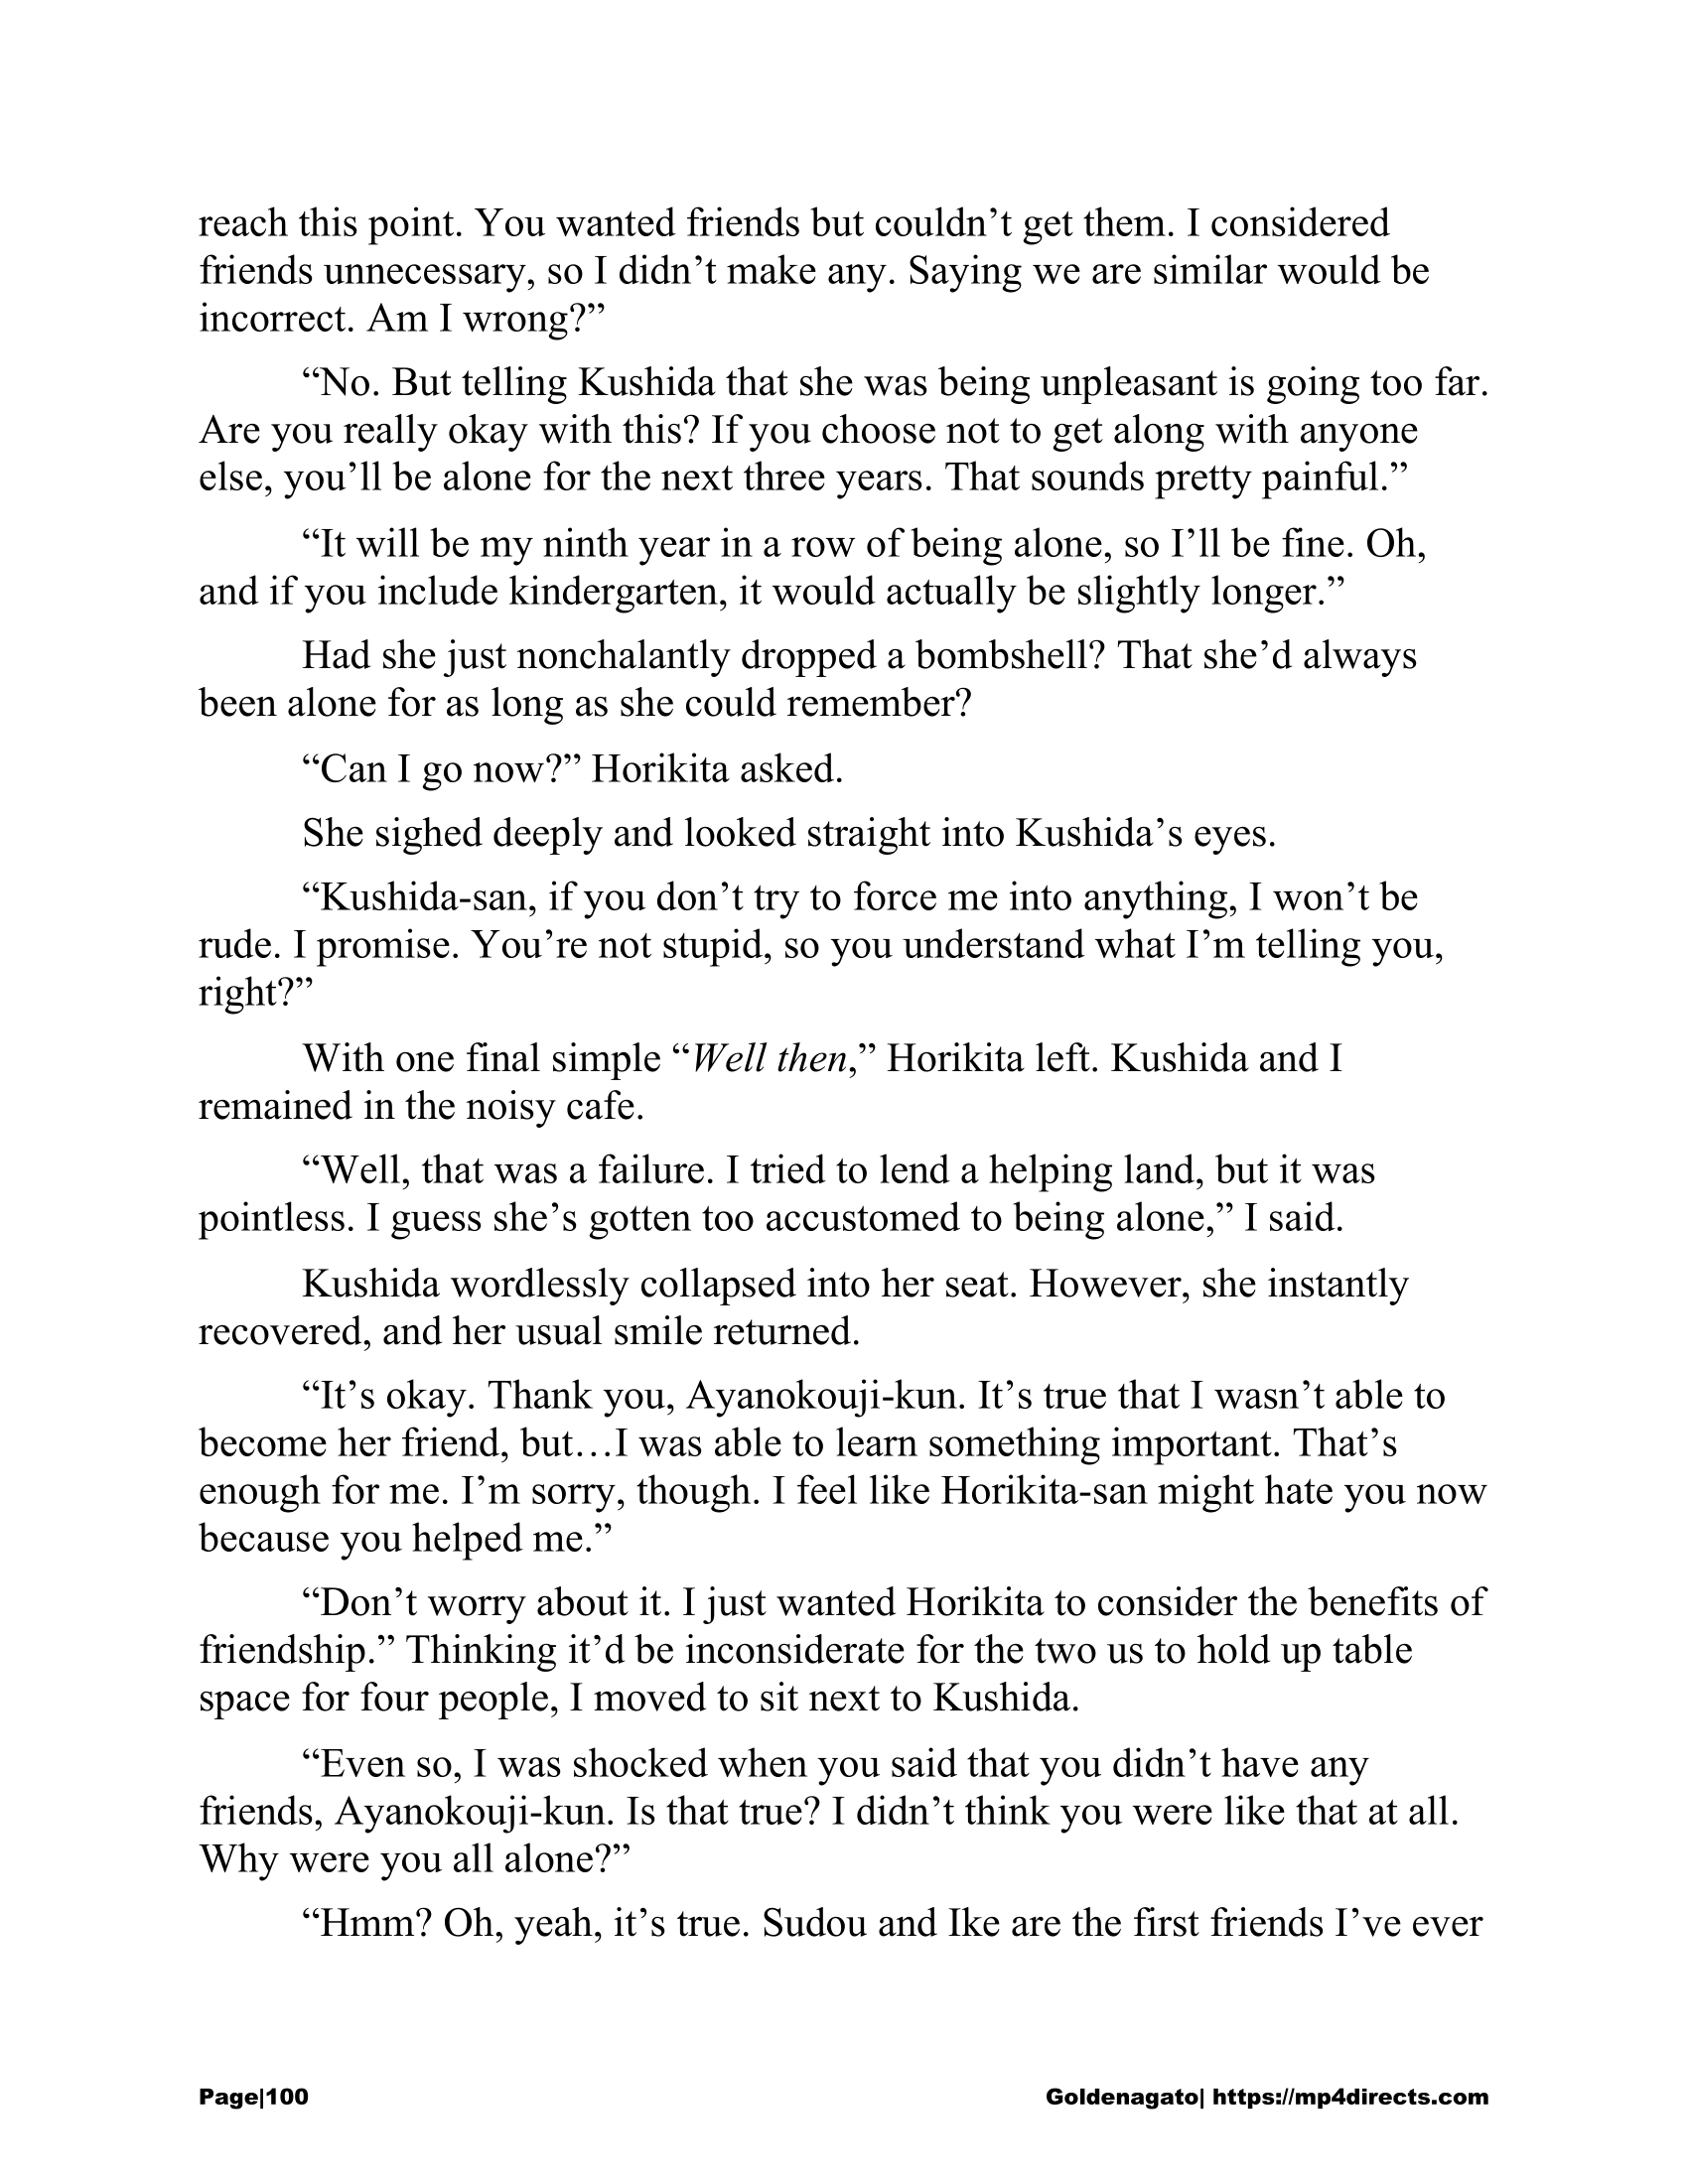 reach this point. You wanted friends but couldn’t get them. I considered
friends unnecessary, so I didn’t make any. Saying we are similar would be
incorrect. Am I wrong?”
“No. But telling Kushida that she was being unpleasant is going too far.
Are you really okay with this? If you choose not to get along with anyone
else, you’ll be alone for the next three years. That sounds pretty painful.”
“It will be my ninth year in a row of being alone, so I’ll be fine. Oh,
and if you include kindergarten, it would actually be slightly longer.”
Had she just nonchalantly dropped a bombshell? That she’d always
been alone for as long as she could remember?
“Can I go now?” Horikita asked.
She sighed deeply and looked straight into Kushida’s eyes.
“Kushida-san, if you don’t try to force me into anything, I won’t be
rude. I promise. You’re not stupid, so you understand what I’m telling you,
right?”
With one final simple “Well then,” Horikita left. Kushida and I
remained in the noisy cafe.
“Well, that was a failure. I tried to lend a helping land, but it was
pointless. I guess she’s gotten too accustomed to being alone,” I said.
Kushida wordlessly collapsed into her seat. However, she instantly
recovered, and her usual smile returned.
“It’s okay. Thank you, Ayanokouji-kun. It’s true that I wasn’t able to
become her friend, but…I was able to learn something important. That’s
enough for me. I’m sorry, though. I feel like Horikita-san might hate you now
because you helped me.”
“Don’t worry about it. I just wanted Horikita to consider the benefits of
friendship.” Thinking it’d be inconsiderate for the two us to hold up table
space for four people, I moved to sit next to Kushida.
“Even so, I was shocked when you said that you didn’t have any
friends, Ayanokouji-kun. Is that true? I didn’t think you were like that at all.
Why were you all alone?”
“Hmm? Oh, yeah, it’s true. Sudou and Ike are the first friends I’ve ever
Page|100 Goldenagato| https://mp4directs.com